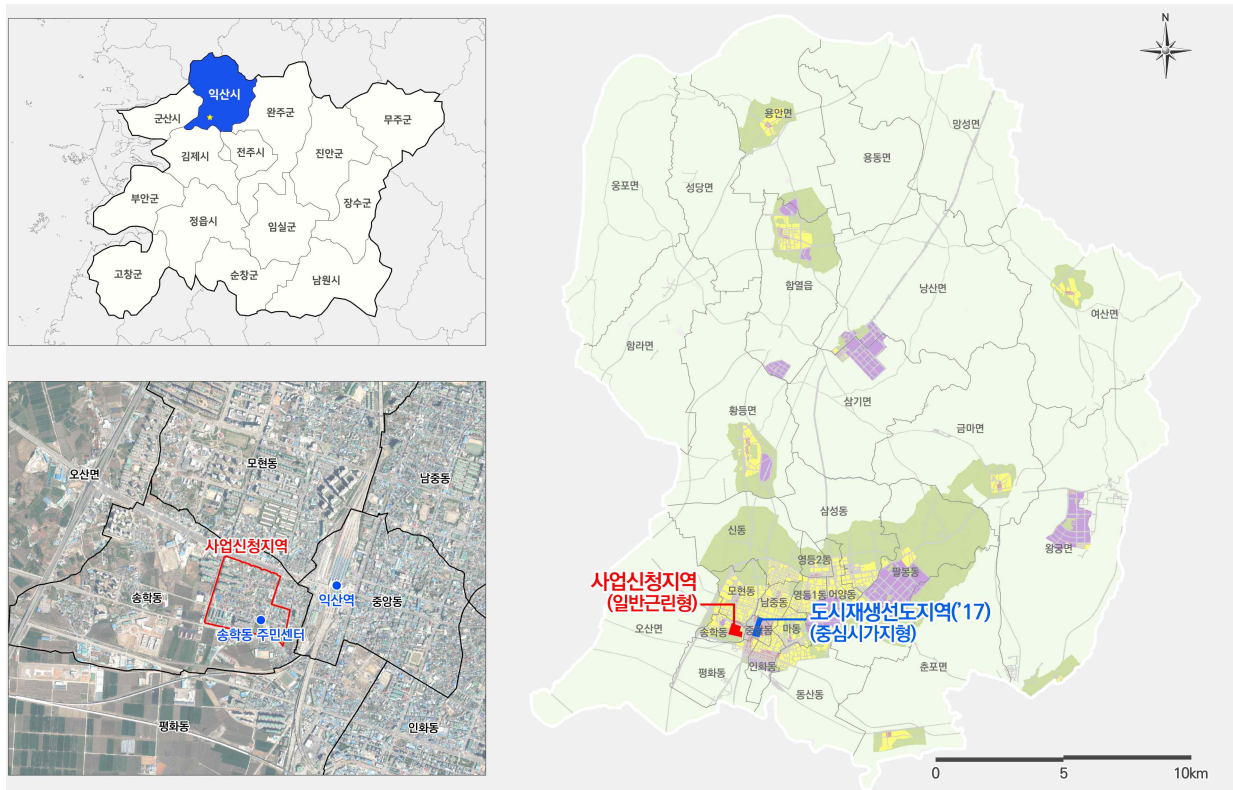 익산시
군산시
완주군
무주군
김제시
전주시
진안군
부안군
정읍시
임실군
장수군
고창군
순창군
남원시
오산면
모현동
남중동
사업신청지역
송학동
익산역
중앙동
송학동 주민센터
평화동
인화동
N
용안면
망성면
용동면
웅포면
성당면
함열읍
낭산면
여산면
함라면
삼기면
황등면
금마면
삼성동
신동
왕궁면
영등2동
팔봉동
모현동
영등1동
어양동
남중동
사업신청지역
(일반근린형)
도시재생선도지역('17)
(중심시가지형)
오산면
송학동
마동
인화동
평화동
춘포면
동산동
0
5
10km